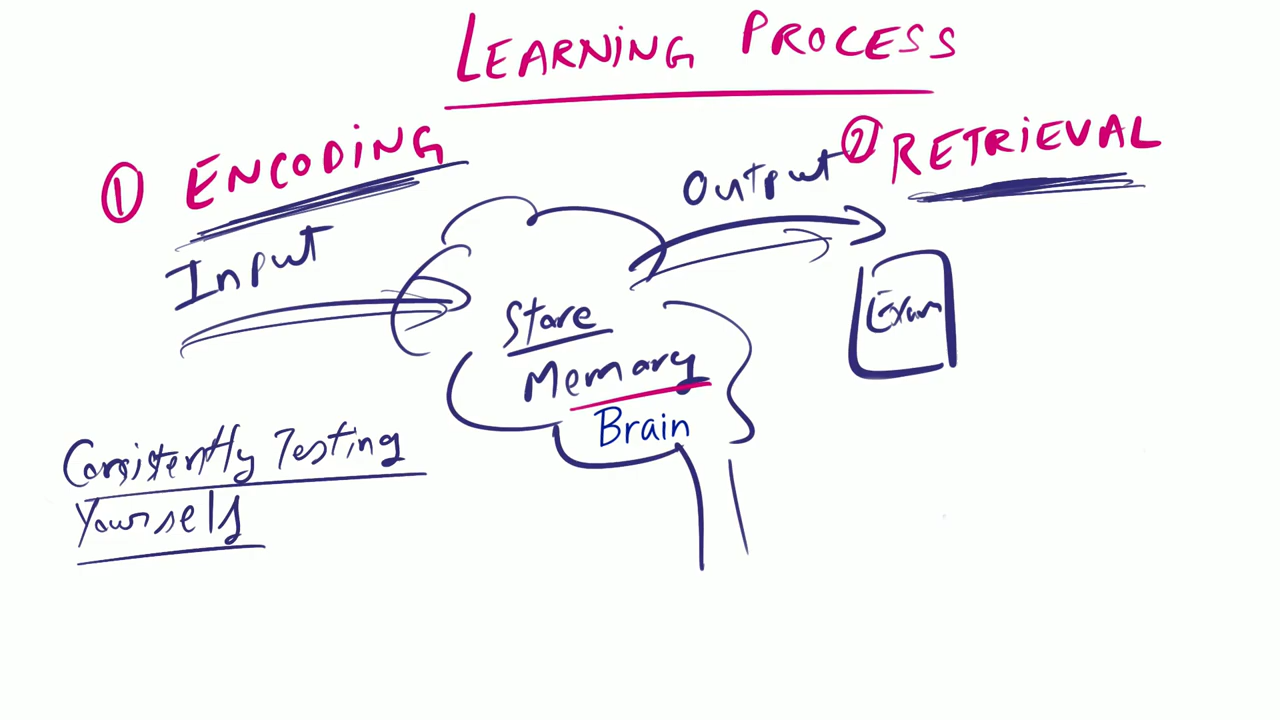 LEARNING PROCESS
① ENCODING
Input
Output
② RETRIEVAL
Exam
Store
Memory
Brain
Consistently Testing
Yourself